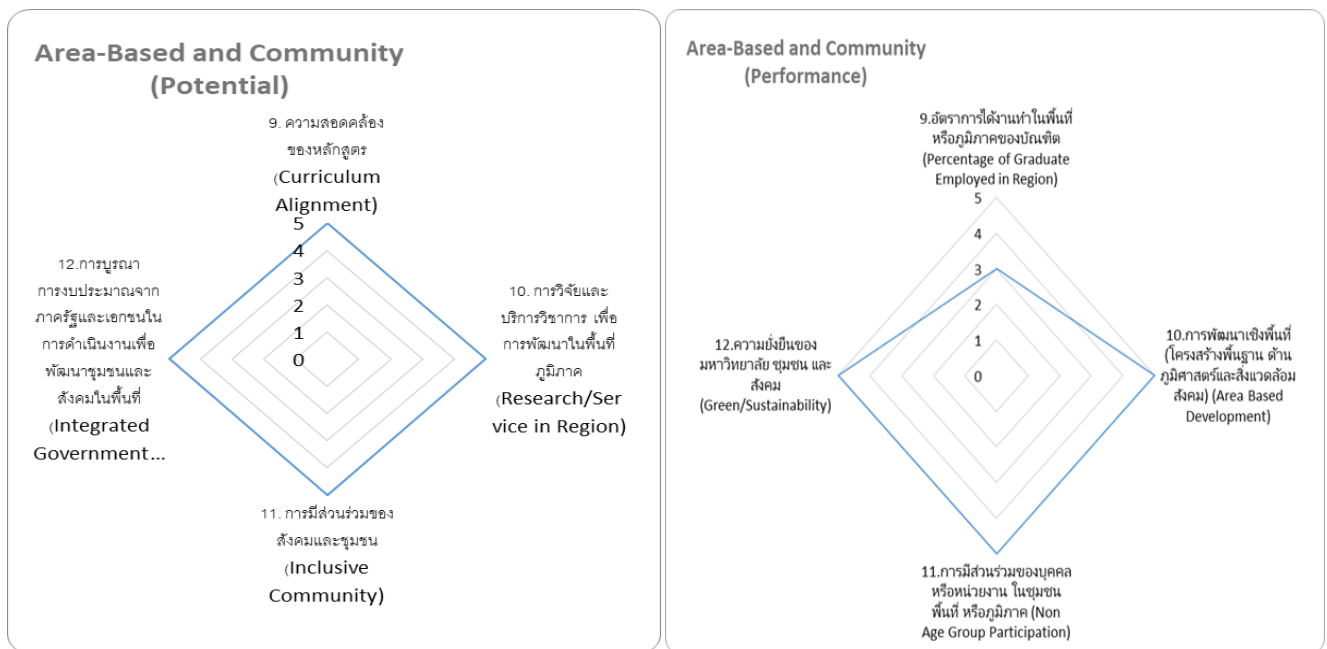 Area-Based and Community
(Potential)
9. ความสอดคล้อง
ของหลักสูตร
(Curriculum
Alignment)
5
4
3
2
1
0
10. การวิจัยและ
บริการวิชาการ เพื่อ
การพัฒนาในพื้นที่
ภูมิภาค
(Research/Ser
vice in Region)
11. การมีส่วนร่วมของ
สังคมและชุมชน
(Inclusive
Community)
12.การบูรณา
การงบประมาณจาก
ภาครัฐและเอกชนใน
การดำเนินงานเพื่อ
พัฒนาชุมชนและ
สังคมในพื้นที่
(Integrated
Government...
Area-Based and Community
(Performance)
9.อัตราการได้งานทำในพื้นที่
หรือภูมิภาคของบัณฑิต
(Percentage of Graduate
Employed in Region)
5
4
3
2
1
0
10.การพัฒนาเชิงพื้นที่
(โครงสร้างพื้นฐาน ด้าน
ภูมิศาสตร์และสิ่งแวดล้อม
สังคม) (Area Based
Development)
11.การมีส่วนร่วมของบุคคล
หรือหน่วยงาน ในชุมชน
พื้นที่ หรือภูมิภาค (Non
Age Group Participation)
12.ความยั่งยืนของ
มหาวิทยาลัย ชุมชน และ
สังคม
(Green/Sustainability)